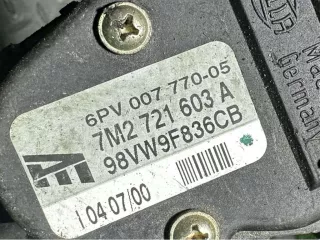 6PV 007 770-05
7M2 721 603 A
98VW9F836CB
I 04 07/00
Germany